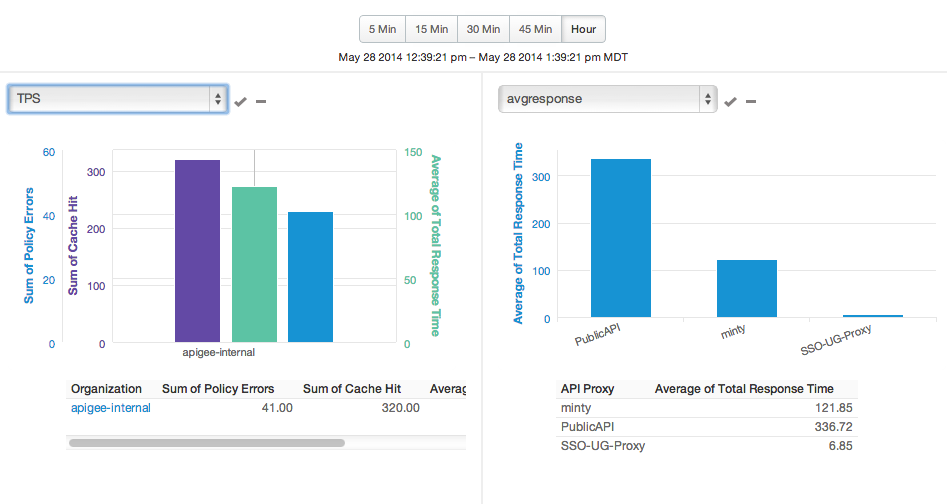 5 Min 15 Min 30 Min 45 Min Hour
May 28 2014 12:39:21 pm – May 28 2014 1:39:21 pm MDT
TPS
Sum of Policy Errors
60
40
20
0
Sum of Cache Hit
300
200
100
0
150
100
50
0
Average of Total Response Time
apigee-internal
Organization Sum of Policy Errors Sum of Cache Hit Averag
apigee-internal 41.00 320.00
avgresponse
Average of Total Response Time
300
200
100
0
PublicAPI minty SSO-UG-Proxy
API Proxy Average of Total Response Time
minty 121.85
PublicAPI 336.72
SSO-UG-Proxy 6.85